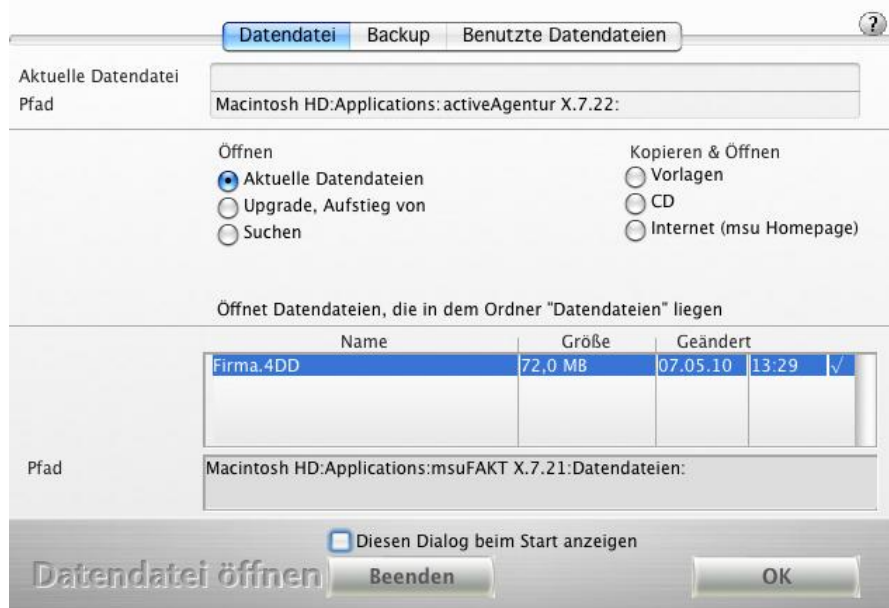 Datendatei Backup Benutzte Datendateien ?
Aktuelle Datendatei
Pfad Macintosh HD:Applications:activeAgentur X.7.22:
Öffnen Kopieren & Öffnen
Aktuelle Datendateien Vorlagen
Upgrade, Aufstieg von CD
Suchen Internet (msu Homepage)
Öffnet Datendateien, die in dem Ordner "Datendateien" liegen
Name Größe Geändert
Firma.4DD 72,0 MB 07.05.10 13:29 √
Pfad Macintosh HD:Applications:msuFAKT X.7.21:Datendateien:
Diesen Dialog beim Start anzeigen
Datendatei öffnen Beenden OK